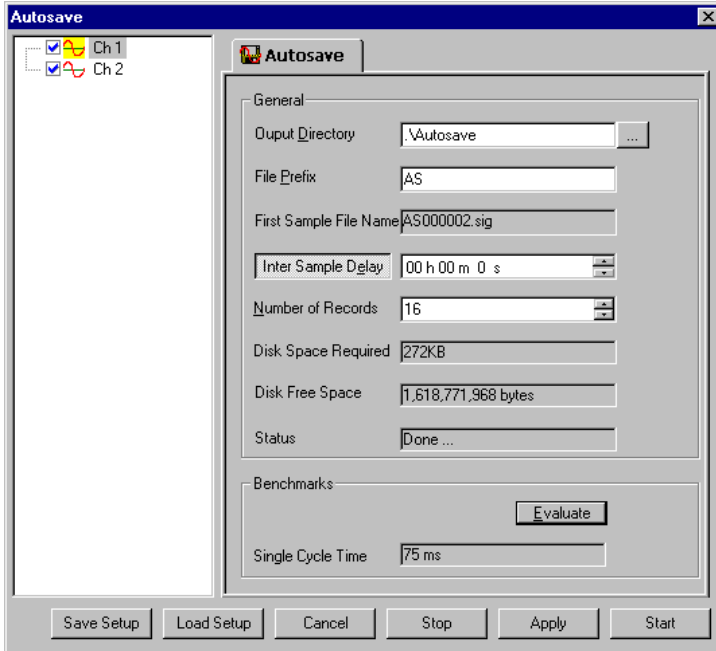 Autosave
Ch 1
Ch 2
Autosave
General
Ouput Directory
.\Autosave
...
File Prefix
AS
First Sample File Name
AS000002.sig
Inter Sample Delay
00 h 00 m 0 s
Number of Records
16
Disk Space Required
272KB
Disk Free Space
1,618,771,968 bytes
Status
Done ...
Benchmarks
Evaluate
Single Cycle Time
75 ms
Save Setup
Load Setup
Cancel
Stop
Apply
Start